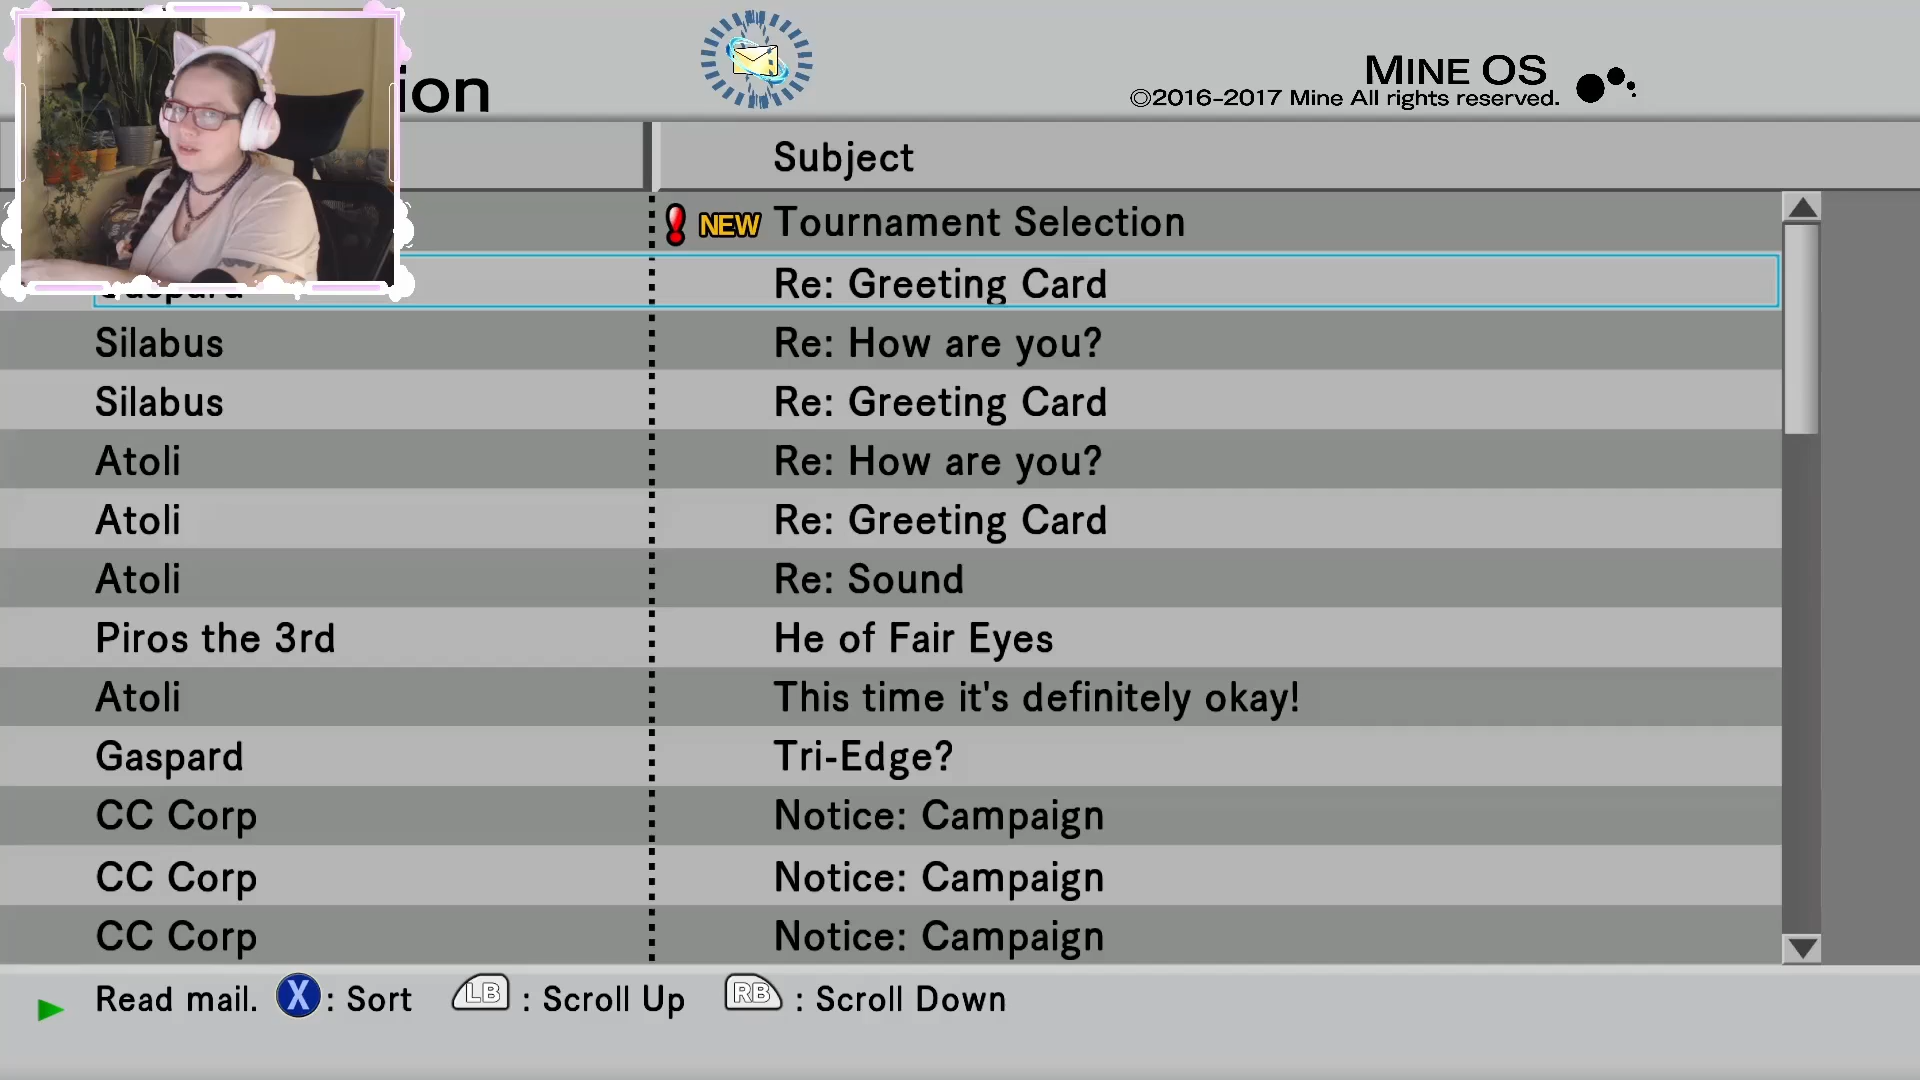 ion
MINE OS
©2016-2017 Mine All rights reserved.
Subject
NEW Tournament Selection
Gaspard Re: Greeting Card
Silabus Re: How are you?
Silabus Re: Greeting Card
Atoli Re: How are you?
Atoli Re: Greeting Card
Atoli Re: Sound
Piros the 3rd He of Fair Eyes
Atoli This time it's definitely okay!
Gaspard Tri-Edge?
CC Corp Notice: Campaign
CC Corp Notice: Campaign
CC Corp Notice: Campaign
Read mail. X : Sort LB : Scroll Up RB : Scroll Down